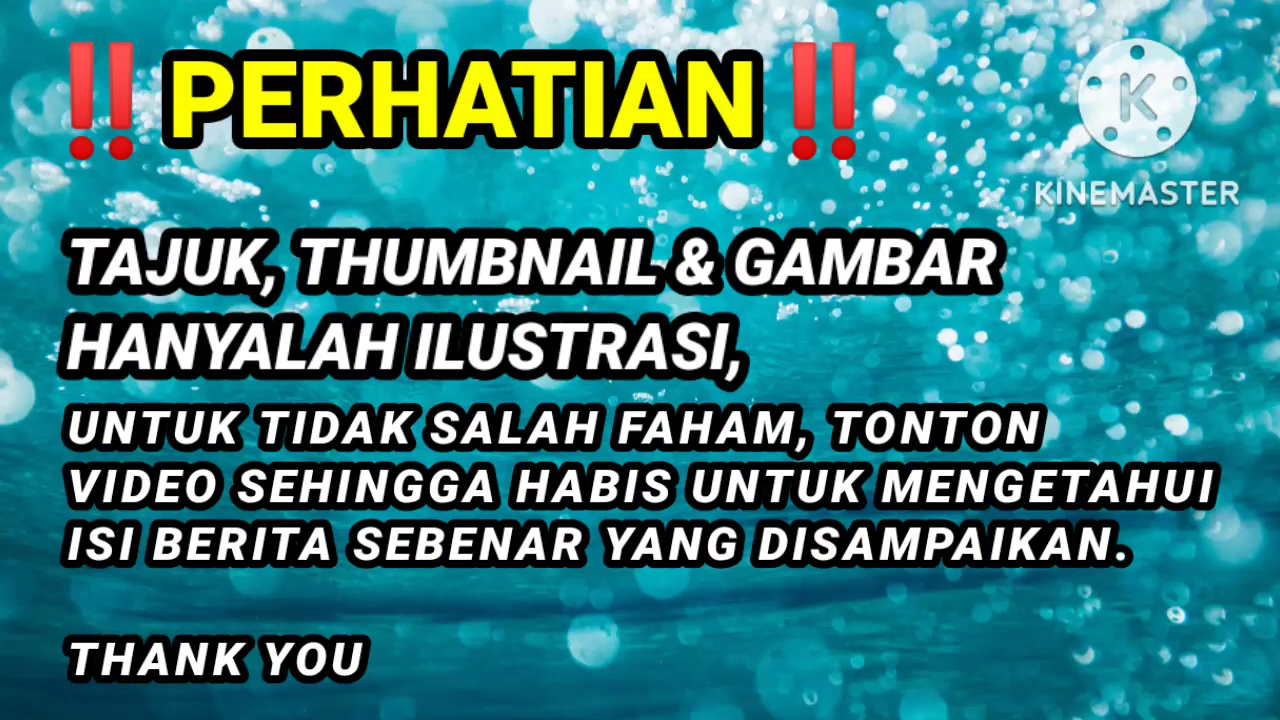 ‼PERHATIAN‼
K
KINEMASTER
TAJUK, THUMBNAIL & GAMBAR
HANYALAH ILUSTRASI,
UNTUK TIDAK SALAH FAHAM, TONTON
VIDEO SEHINGGA HABIS UNTUK MENGETAHUI
ISI BERITA SEBENAR YANG DISAMPAIKAN.
THANK YOU